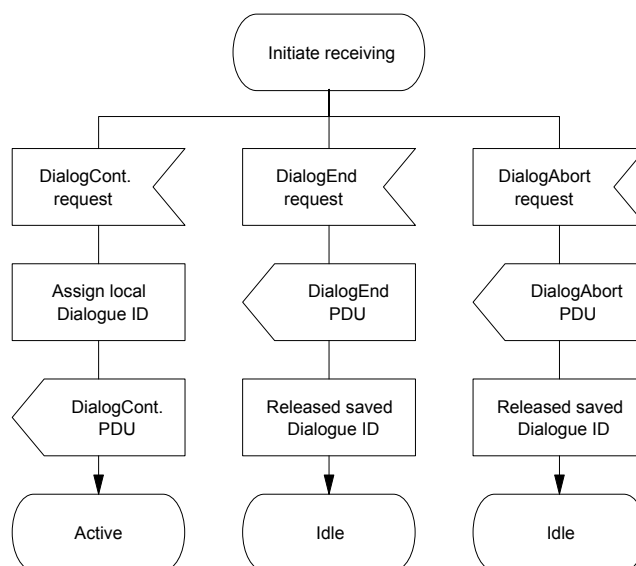 Initiate receiving
DialogCont.
request
DialogEnd
request
DialogAbort
request
Assign local
Dialogue ID
DialogEnd
PDU
DialogAbort
PDU
DialogCont.
PDU
Released saved
Dialogue ID
Released saved
Dialogue ID
Active
Idle
Idle